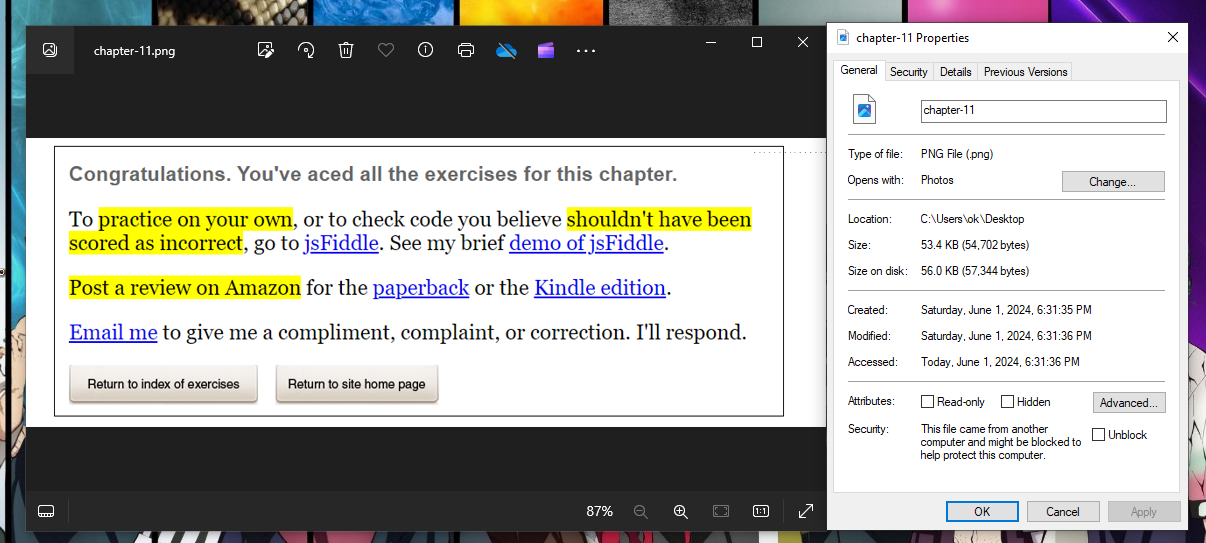 chapter-11.png
Congratulations. You've aced all the exercises for this chapter.
To practice on your own, or to check code you believe shouldn't have been
scored as incorrect, go to jsFiddle. See my brief demo of jsFiddle.
Post a review on Amazon for the paperback or the Kindle edition.
Email me to give me a compliment, complaint, or correction. I'll respond.
Return to index of exercises
Return to site home page
87%
1:1
chapter-11 Properties
General
Security
Details
Previous Versions
chapter-11
Type of file: PNG File (.png)
Opens with: Photos
Change...
Location: C:\Users\ok\Desktop
Size: 53.4 KB (54,702 bytes)
Size on disk: 56.0 KB (57,344 bytes)
Created: Saturday, June 1, 2024, 6:31:35 PM
Modified: Saturday, June 1, 2024, 6:31:36 PM
Accessed: Today, June 1, 2024, 6:31:36 PM
Attributes: Read-only Hidden Advanced...
Security: This file came from another
computer and might be blocked to
help protect this computer.
Unblock
OK
Cancel
Apply